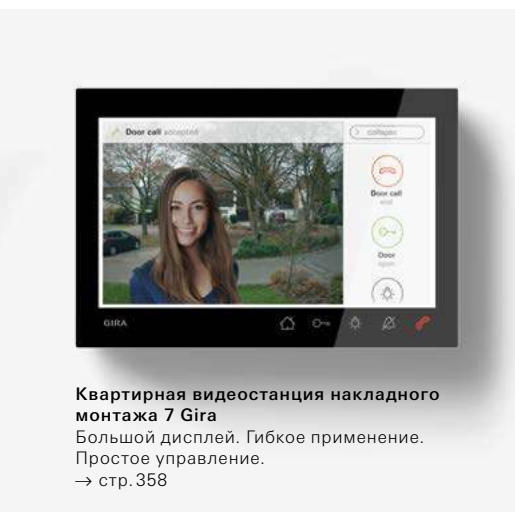 Door call accepted
collapse
Door call
end
Door
open
GIRA
Квартирная видеостанция накладного
монтажа 7 Gira
Большой дисплей. Гибкое применение.
Простое управление.
→ стр. 358